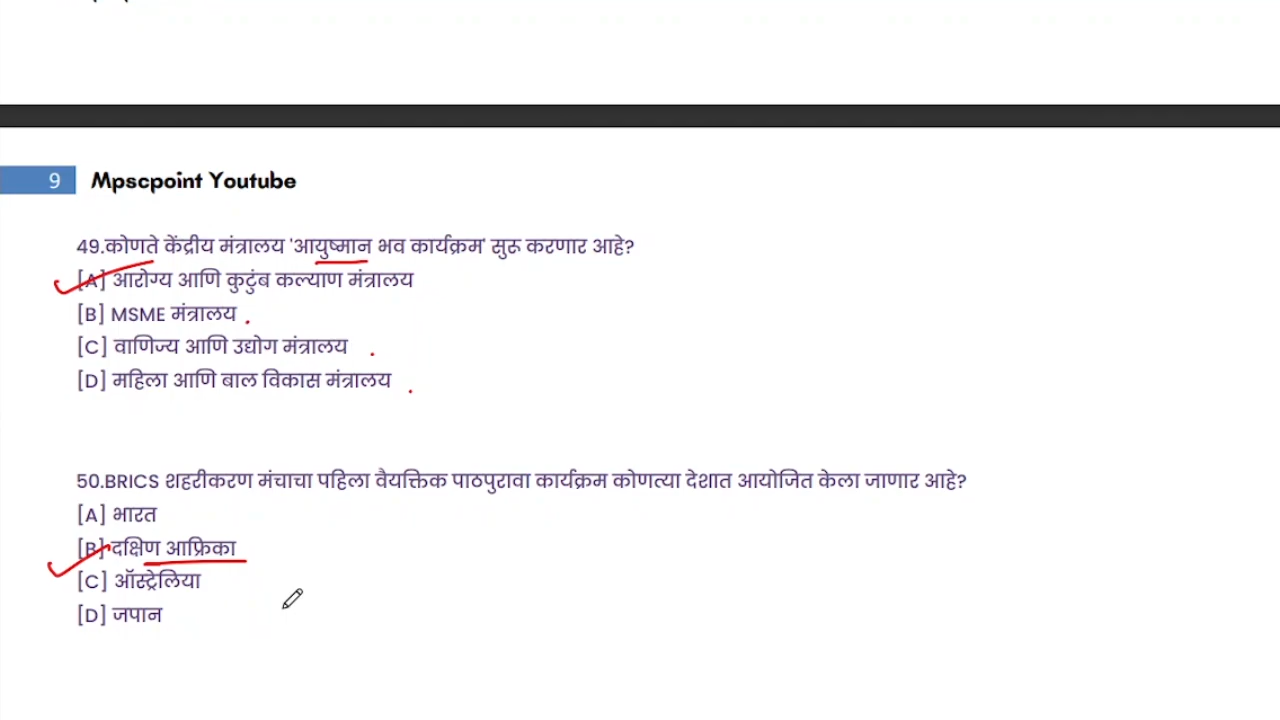 9 Mpscpoint Youtube
49.कोणते केंद्रीय मंत्रालय 'आयुष्मान भव कार्यक्रम' सुरू करणार आहे?
[A] आरोग्य आणि कुटुंब कल्याण मंत्रालय
[B] MSME मंत्रालय
[C] वाणिज्य आणि उद्योग मंत्रालय
[D] महिला आणि बाल विकास मंत्रालय
50.BRICS शहरीकरण मंचाचा पहिला वैयक्तिक पाठपुरावा कार्यक्रम कोणत्या देशात आयोजित केला जाणार आहे?
[A] भारत
[B] दक्षिण आफ्रिका
[C] ऑस्ट्रेलिया
[D] जपान